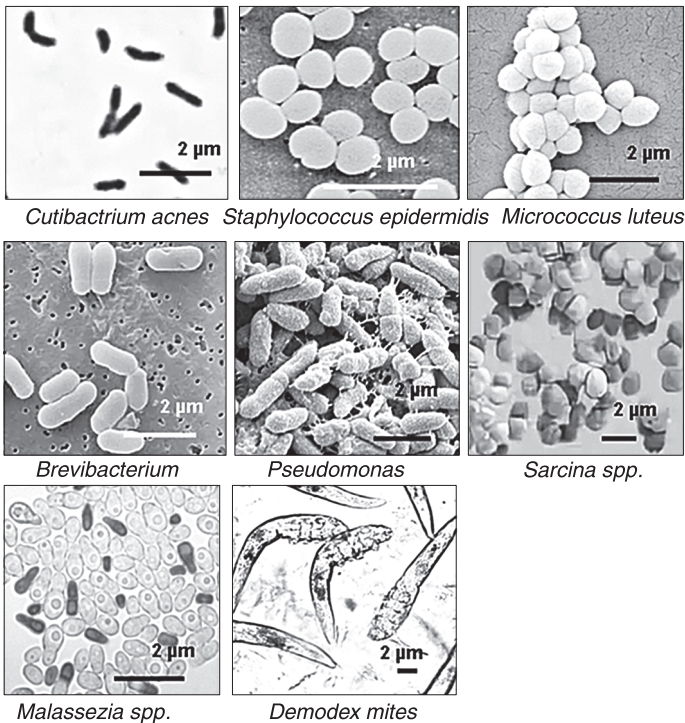 2 µm
2 µm
2 µm
Cutibactrium acnes Staphylococcus epidermidis Micrococcus luteus
2 µm
2 µm
2 µm
Brevibacterium Pseudomonas Sarcina spp.
2 µm
2 µm
Malassezia spp. Demodex mites